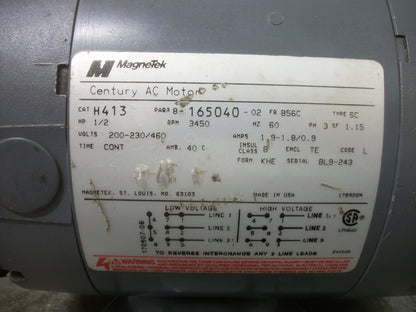 MagneTek
Century AC Motor
CAT H413 PART 8-165040-02 FR B56C TYPE SC
HP 1/2 RPM 3450 HZ 60 PH 3 SF 1.15
VOLTS 200-230/460 AMPS 1.9-1.8/0.9
TIME CONT AMB. 40 C INSUL CLASS B ENCL TE CODE L
FORM KHE SERIAL BL9-243
MAGNETEK, ST. LOUIS, MO. 63103 MADE IN USA
LOW VOLTAGE HIGH VOLTAGE
LINE 1 LINE 1
LINE 2 LINE 2
LINE 3 LINE 3
TO REVERSE INTERCHANGE ANY 2 LINE LEADS
WARNING